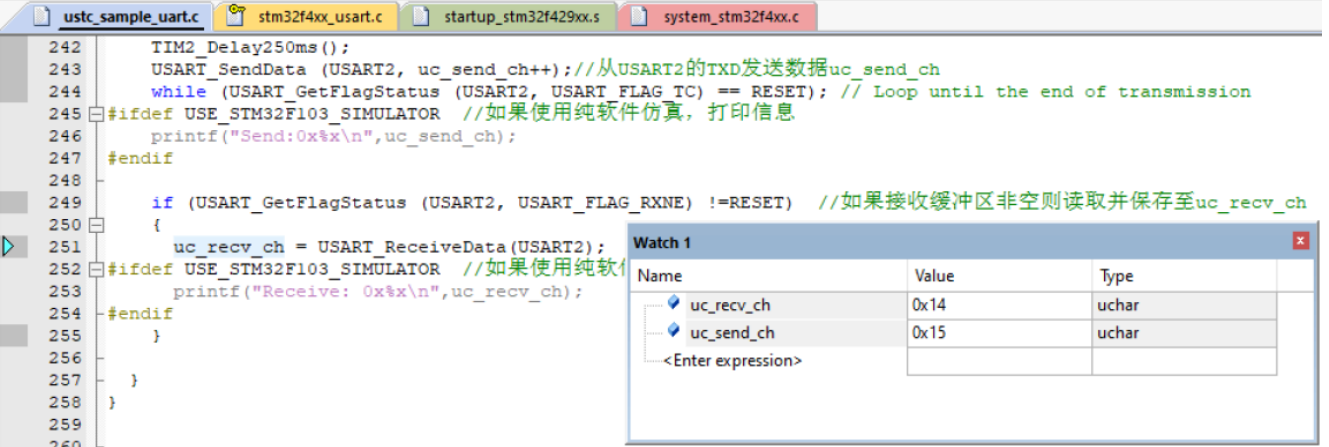 ustc_sample_uart.c stm32f4xx_usart.c startup_stm32f429xx.s system_stm32f4xx.c
242 TIM2_Delay250ms();
243 USART_SendData (USART2, uc_send_ch++);//从USART2的TXD发送数据uc_send_ch
244 while (USART_GetFlagStatus (USART2, USART_FLAG_TC) == RESET); // Loop until the end of transmission
245 #ifdef USE_STM32F103_SIMULATOR //如果使用纯软件仿真，打印信息
246 printf("Send:0x%x\n",uc_send_ch);
247 #endif
248
249 if (USART_GetFlagStatus (USART2, USART_FLAG_RXNE) !=RESET) //如果接收缓冲区非空则读取并保存至uc_recv_ch
250 {
251 uc_recv_ch = USART_ReceiveData(USART2);
252 #ifdef USE_STM32F103_SIMULATOR //如果使用纯软
253 printf("Receive: 0x%x\n",uc_recv_ch);
254 #endif
255 }
256
257 }
258 }
259
Watch 1
Name Value Type
uc_recv_ch 0x14 uchar
uc_send_ch 0x15 uchar
<Enter expression>